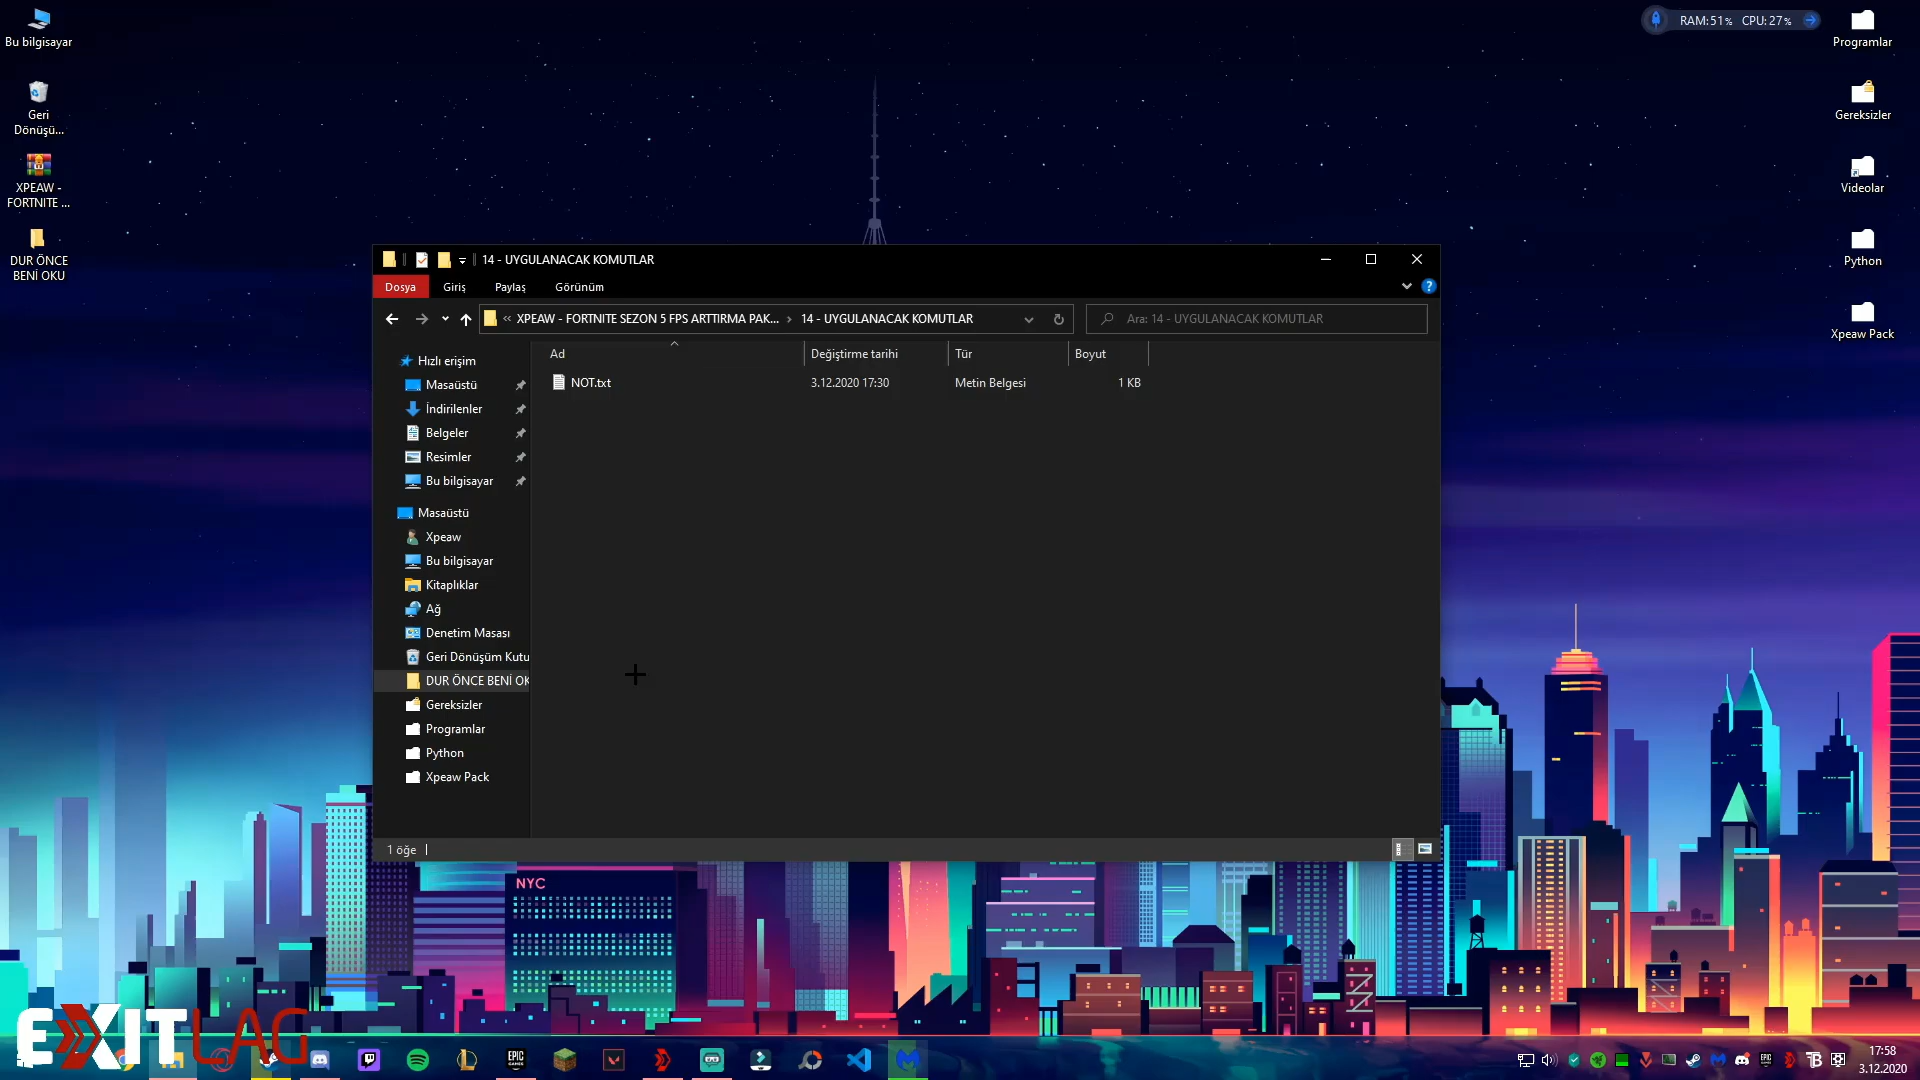 Bu bilgisayar
Geri
Dönüşü...
XPEAW -
FORTNITE ...
DUR ÖNCE
BENİ OKU
RAM: 51% CPU: 27%
Programlar
Gereksizler
Videolar
Python
Xpeaw Pack
14 - UYGULANACAK KOMUTLAR
Dosya Giriş Paylaş Görünüm
« XPEAW - FORTNITE SEZON 5 FPS ARTTIRMA PAK... › 14 - UYGULANACAK KOMUTLAR
Ara: 14 - UYGULANACAK KOMUTLAR
Ad Değiştirme tarihi Tür Boyut
NOT.txt 3.12.2020 17:30 Metin Belgesi 1 KB
Hızlı erişim
Masaüstü
İndirilenler
Belgeler
Resimler
Bu bilgisayar
Masaüstü
Xpeaw
Bu bilgisayar
Kitaplıklar
Ağ
Denetim Masası
Geri Dönüşüm Kutu
DUR ÖNCE BENİ OK
Gereksizler
Programlar
Python
Xpeaw Pack
1 öğe
NYC
EXITLAG
EPIC
GAMES
17:58
3.12.2020